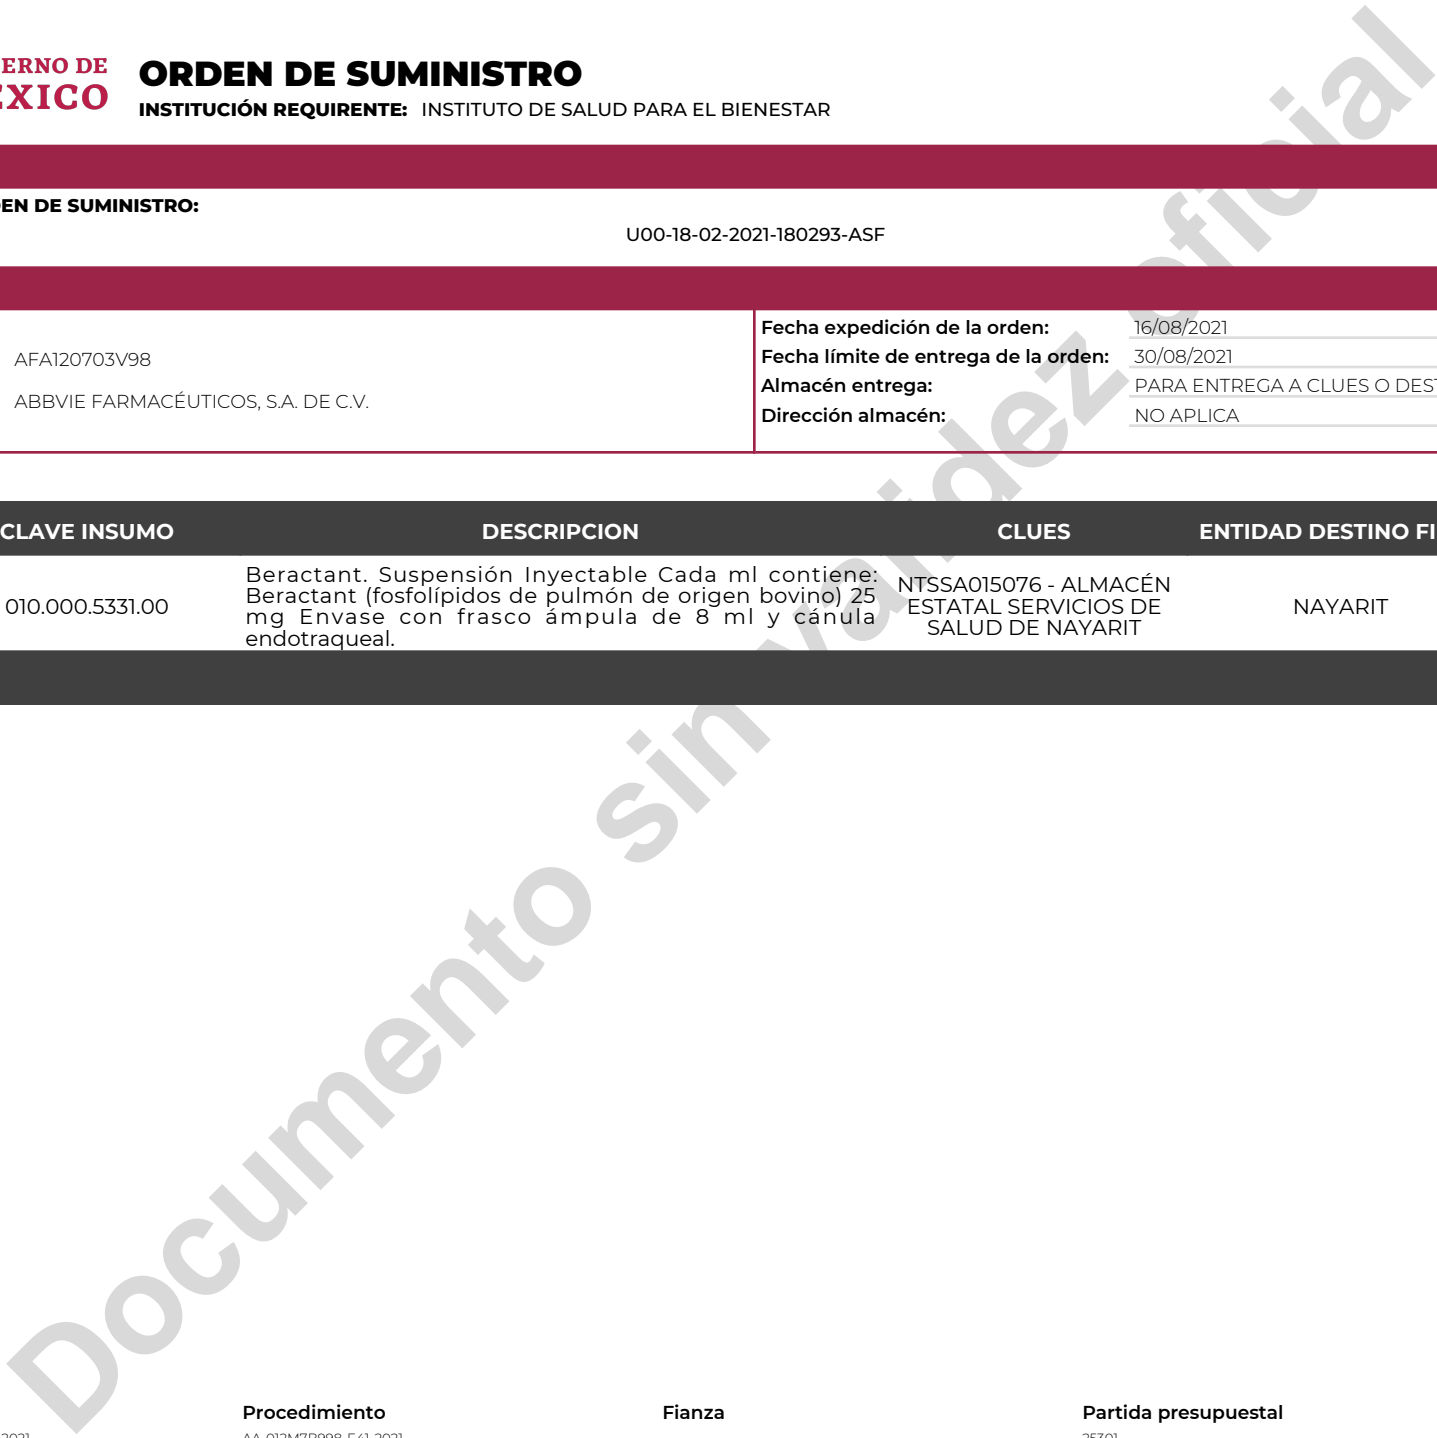 ERNO DE
EXICO
ORDEN DE SUMINISTRO
INSTITUCIÓN REQUIRENTE: INSTITUTO DE SALUD PARA EL BIENESTAR
EN DE SUMINISTRO:
U00-18-02-2021-180293-ASF
AFA120703V98
ABBVIE FARMACÉUTICOS, S.A. DE C.V.
Fecha expedición de la orden: 16/08/2021
Fecha límite de entrega de la orden: 30/08/2021
Almacén entrega: PARA ENTREGA A CLUES O DEST
Dirección almacén: NO APLICA
CLAVE INSUMO DESCRIPCION CLUES ENTIDAD DESTINO FI
010.000.5331.00
Beractant. Suspensión Inyectable Cada ml contiene:
Beractant (fosfolípidos de pulmón de origen bovino) 25
mg Envase con frasco ámpula de 8 ml y cánula
endotraqueal.
NTSSA015076 - ALMACÉN
ESTATAL SERVICIOS DE
SALUD DE NAYARIT
NAYARIT
Documento sin validez oficial
Procedimiento Fianza Partida presupuestal